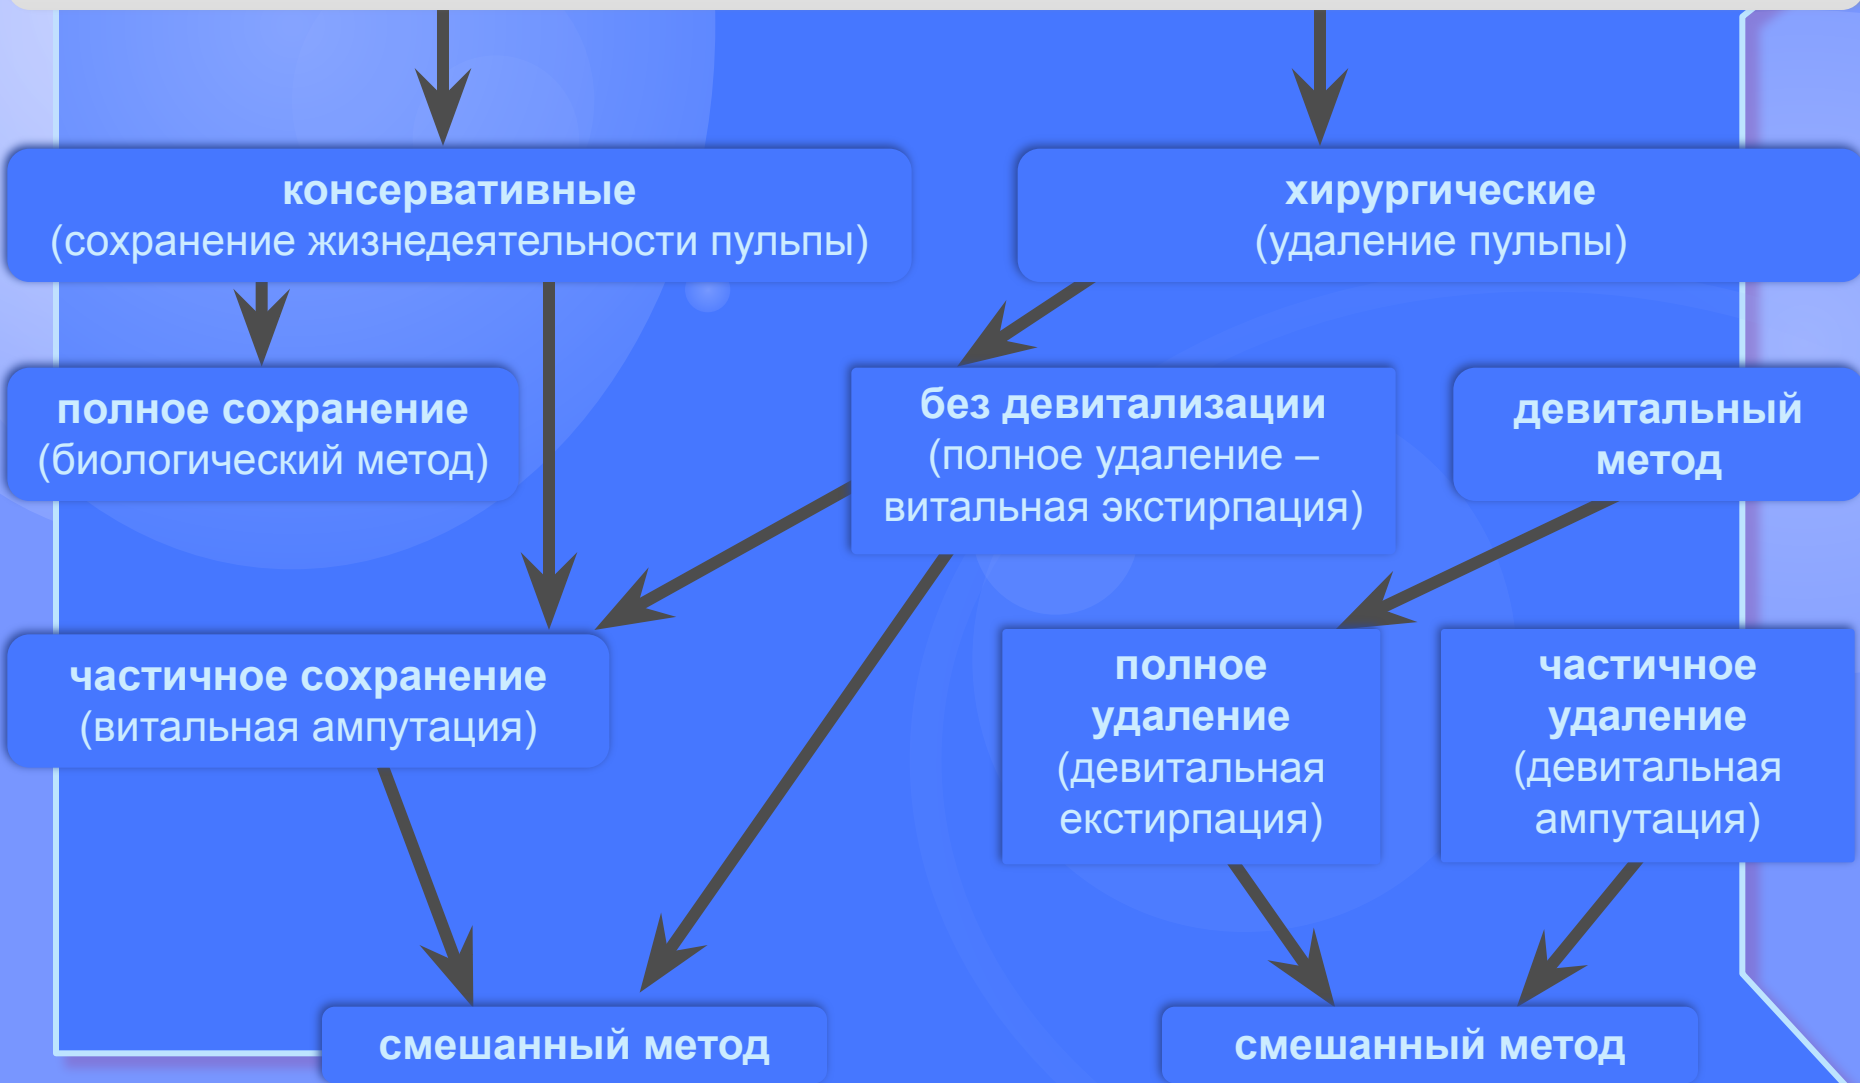 консервативные
(сохранение жизнедеятельности пульпы)
хирургические
(удаление пульпы)
полное сохранение
(биологический метод)
без девитализации
(полное удаление –
витальная экстирпация)
девитальный
метод
частичное сохранение
(витальная ампутация)
полное
удаление
(девитальная
екстирпация)
частичное
удаление
(девитальная
ампутация)
смешанный метод
смешанный метод